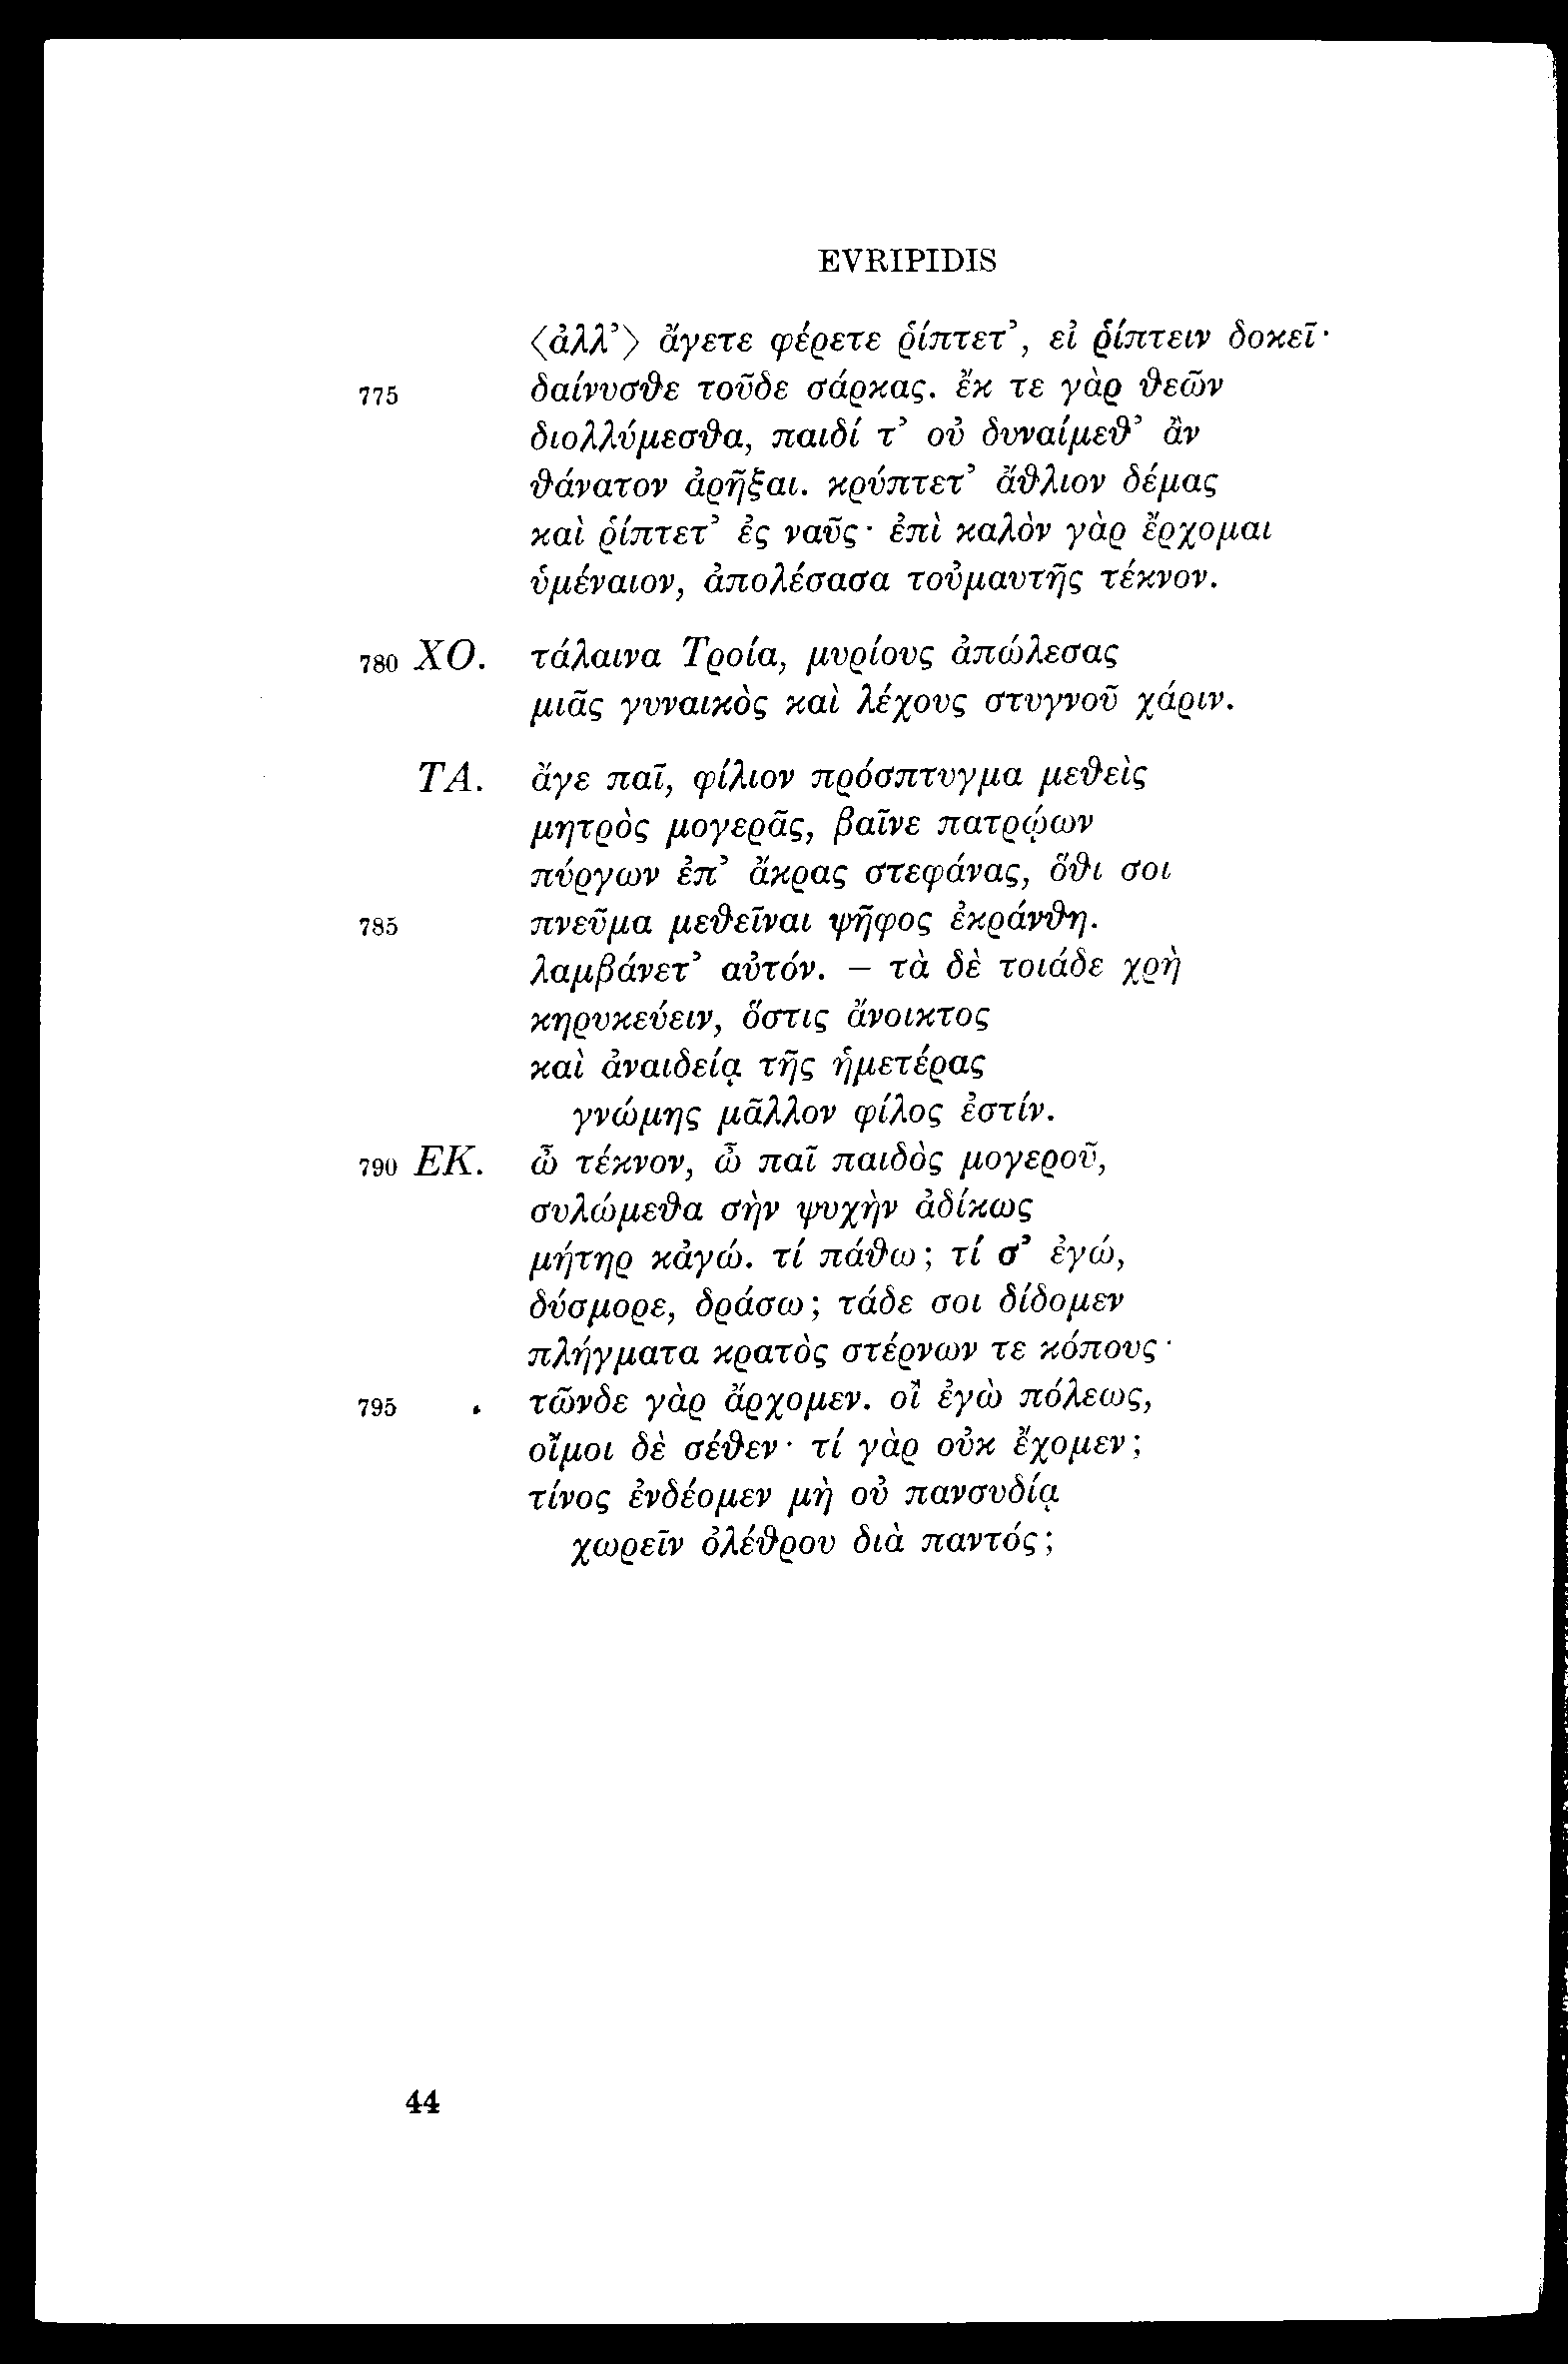 EVRIPIDIS
⟨ἀλλ’⟩ ἄγετε φέρετε ῥίπτετ’, εἰ ῥίπτειν δοκεῖ·
775 δαίνυσθε τοῦδε σάρκας. ἔκ τε γὰρ θεῶν
διολλύμεσθα, παιδί τ’ οὐ δυναίμεθ’ ἂν
θάνατον ἀρῆξαι. κρύπτετ’ ἄθλιον δέμας
καὶ ῥίπτετ’ ἐς ναῦς· ἐπὶ καλὸν γὰρ ἔρχομαι
ὑμέναιον, ἀπολέσασα τοὐμαυτῆς τέκνον.
780 ΧΟ. τάλαινα Τροία, μυρίους ἀπώλεσας
μιᾶς γυναικὸς καὶ λέχους στυγνοῦ χάριν.
ΤΑ. ἄγε παῖ, φίλιον πρόσπτυγμα μεθεὶς
μητρὸς μογερᾶς, βαῖνε πατρῴων
πύργων ἐπ’ ἄκρας στεφάνας, ὅθι σοι
785 πνεῦμα μεθεῖναι ψῆφος ἐκράνθη.
λαμβάνετ’ αὐτόν. – τὰ δὲ τοιάδε χρὴ
κηρυκεύειν, ὅστις ἄνοικτος
καὶ ἀναιδείᾳ τῆς ἡμετέρας
γνώμης μᾶλλον φίλος ἐστίν.
790 ΕΚ. ὦ τέκνον, ὦ παῖ παιδὸς μογεροῦ,
συλώμεθα σὴν ψυχὴν ἀδίκως
μήτηρ κἀγώ. τί πάθω; τί σ’ ἐγώ,
δύσμορε, δράσω; τάδε σοι δίδομεν
πλήγματα κρατὸς στέρνων τε κόπους·
795 τῶνδε γὰρ ἄρχομεν. οἲ ἐγὼ πόλεως,
οἴμοι δὲ σέθεν· τί γὰρ οὐκ ἔχομεν;
τίνος ἐνδέομεν μὴ οὐ πανσυδίᾳ
χωρεῖν ὀλέθρου διὰ παντός;
44